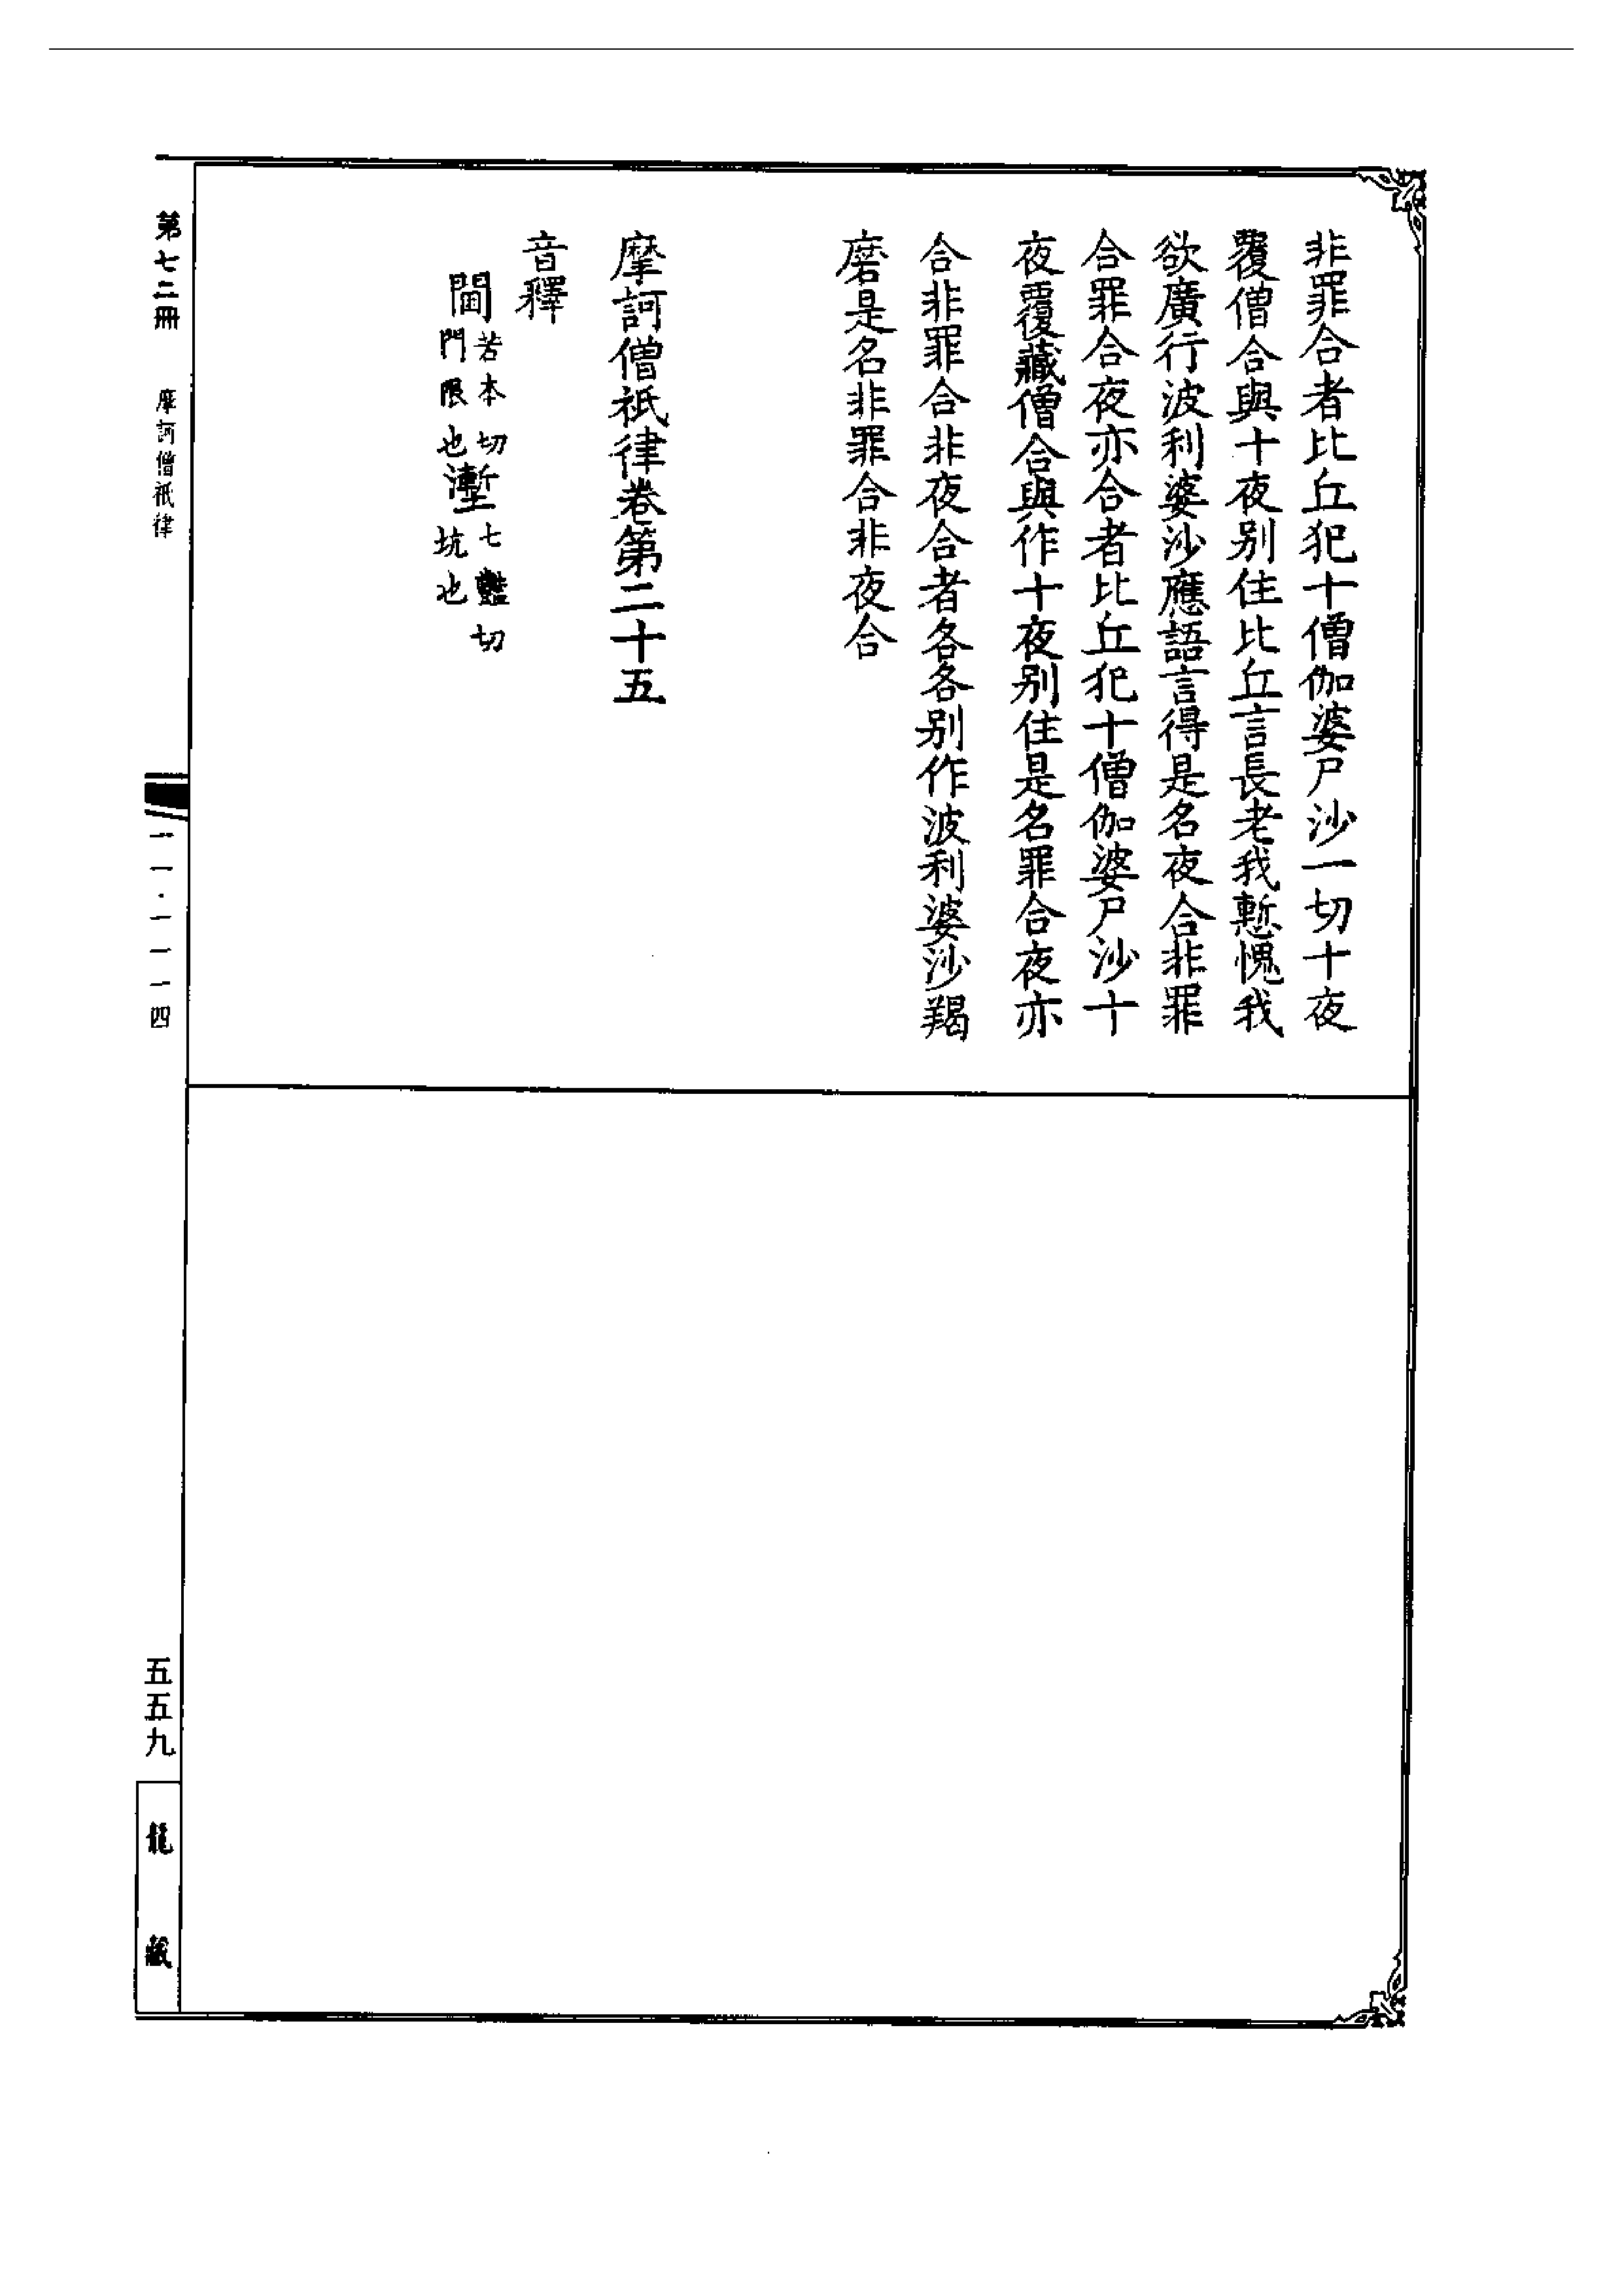 非罪合者比丘犯十僧伽婆尸沙一切十夜
覆僧合與十夜別住比丘言長老我慙愧我
欲廣行波利婆沙應語言得是名夜合非罪
合罪合夜亦合者比丘犯十僧伽婆尸沙十
夜覆藏僧合與作十夜別住是名罪合夜亦
合非罪合非夜合者各各別作波利婆沙羯
磨是名非罪合非夜合
摩訶僧祇律卷第二十五
音釋
閫苦本切門限也塹七豔切坑也
第七二冊 摩訶僧祇律 一一·一一一四 五五九 龍藏